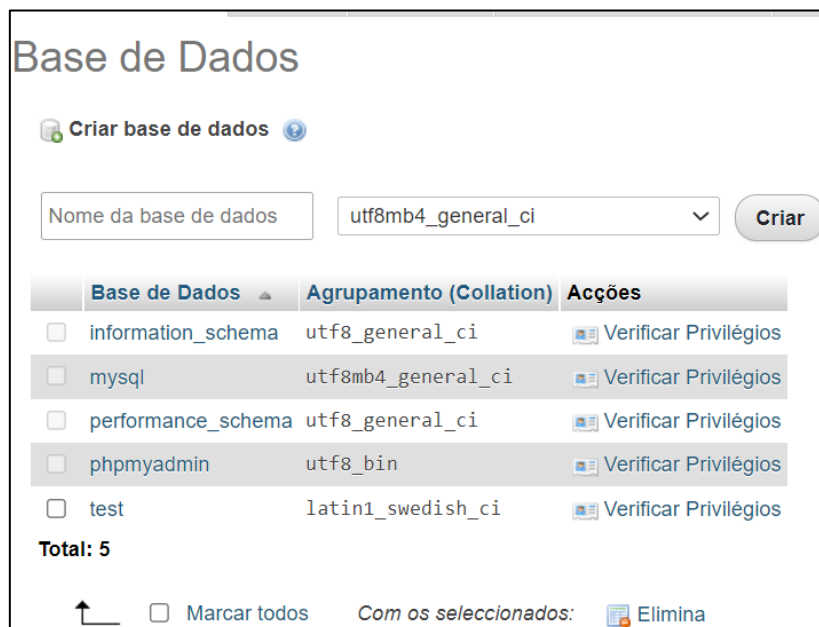 Base de Dados
Criar base de dados
Nome da base de dados utf8mb4_general_ci Criar
Base de Dados Agrupamento (Collation) Acções
information_schema utf8_general_ci Verificar Privilégios
mysql utf8mb4_general_ci Verificar Privilégios
performance_schema utf8_general_ci Verificar Privilégios
phpmyadmin utf8_bin Verificar Privilégios
test latin1_swedish_ci Verificar Privilégios
Total: 5
Marcar todos Com os seleccionados: Elimina